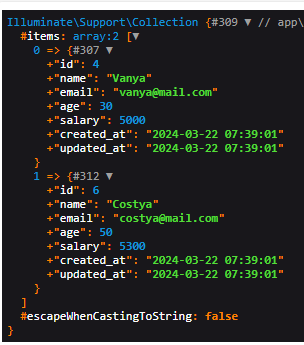 Illuminate\Support\Collection {#309 ▼ // app\
#items: array:2 [▼
0 => {#307 ▼
+"id": 4
+"name": "Vanya"
+"email": "vanya@mail.com"
+"age": 30
+"salary": 5000
+"created_at": "2024-03-22 07:39:01"
+"updated_at": "2024-03-22 07:39:01"
}
1 => {#312 ▼
+"id": 6
+"name": "Costya"
+"email": "costya@mail.com"
+"age": 50
+"salary": 5300
+"created_at": "2024-03-22 07:39:01"
+"updated_at": "2024-03-22 07:39:01"
}
]
#escapeWhenCastingToString: false
}